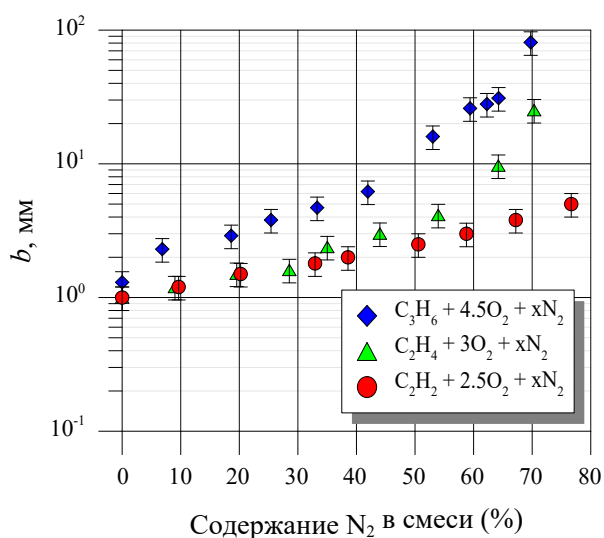 10²
10¹
10⁰
10⁻¹
b, мм
C₃H₆ + 4.5O₂ + xN₂
C₂H₄ + 3O₂ + xN₂
C₂H₂ + 2.5O₂ + xN₂
0 10 20 30 40 50 60 70 80
Содержание N₂ в смеси (%)